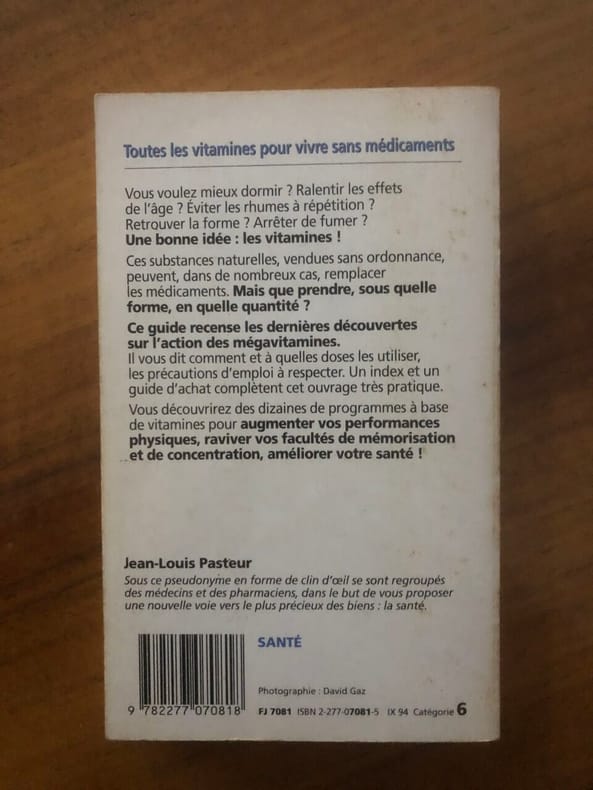 Toutes les vitamines pour vivre sans médicaments
Vous voulez mieux dormir ? Ralentir les effets
de l'âge ? Éviter les rhumes à répétition ?
Retrouver la forme ? Arrêter de fumer ?
Une bonne idée : les vitamines !
Ces substances naturelles, vendues sans ordonnance,
peuvent, dans de nombreux cas, remplacer
les médicaments. Mais que prendre, sous quelle
forme, en quelle quantité ?
Ce guide recense les dernières découvertes
sur l'action des mégavitamines.
Il vous dit comment et à quelles doses les utiliser,
les précautions d'emploi à respecter. Un index et un
guide d'achat complètent cet ouvrage très pratique.
Vous découvrirez des dizaines de programmes à base
de vitamines pour augmenter vos performances
physiques, raviver vos facultés de mémorisation
et de concentration, améliorer votre santé !
Jean-Louis Pasteur
Sous ce pseudonyme en forme de clin d'œil se sont regroupés
des médecins et des pharmaciens, dans le but de vous proposer
une nouvelle voie vers le plus précieux des biens : la santé.
SANTÉ
Photographie : David Gaz
9 782277 070818
FJ 7081 ISBN 2-277-07081-5 IX 94 Catégorie 6